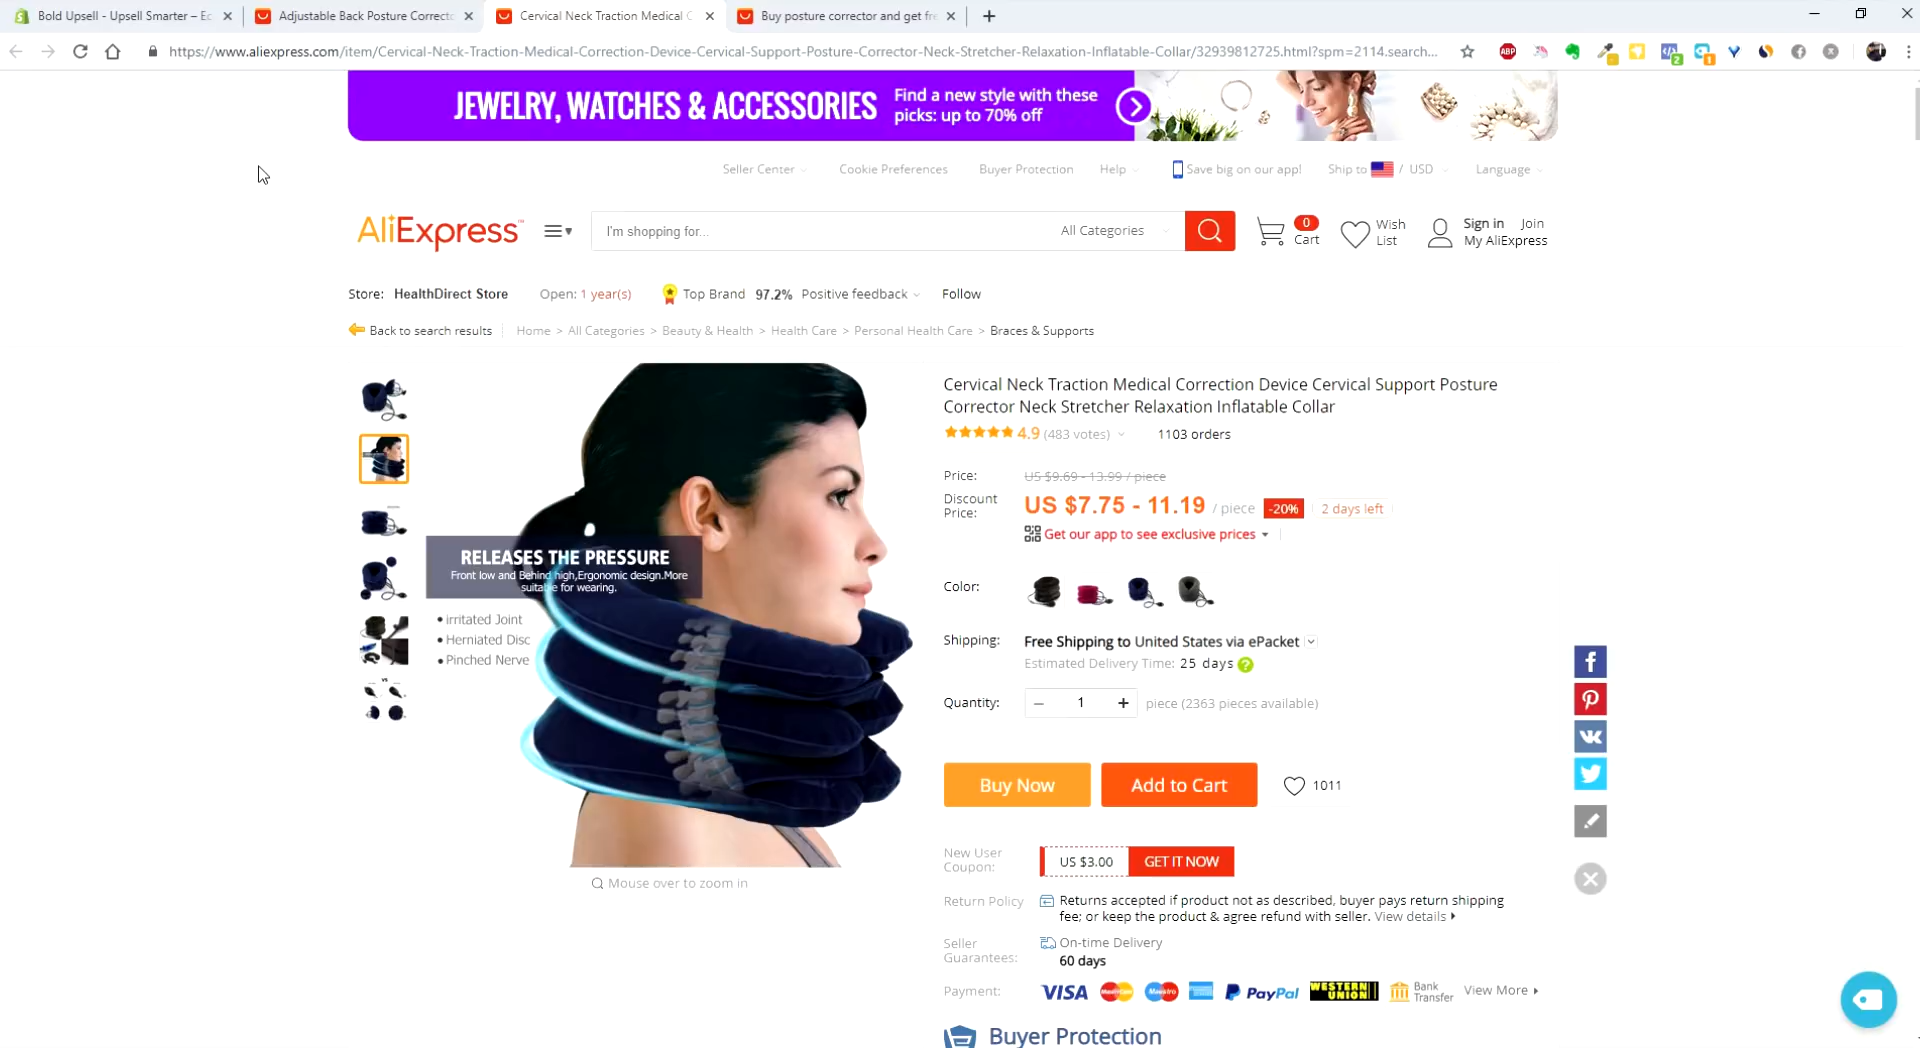 Bold Upsell - Upsell Smarter – Ec
Adjustable Back Posture Correcto
Cervical Neck Traction Medical C
Buy posture corrector and get fre
https://www.aliexpress.com/item/Cervical-Neck-Traction-Medical-Correction-Device-Cervical-Support-Posture-Corrector-Neck-Stretcher-Relaxation-Inflatable-Collar/32939812725.html?spm=2114.search...
ABP
2
1
JEWELRY, WATCHES & ACCESSORIES
Find a new style with these
picks: up to 70% off
Seller Center
Cookie Preferences
Buyer Protection
Help
Save big on our app!
Ship to / USD
Language
AliExpress™
I'm shopping for...
All Categories
0
Cart
Wish
List
Sign in Join
My AliExpress
Store: HealthDirect Store
Open: 1 year(s)
Top Brand 97.2% Positive feedback
Follow
Back to search results
Home > All Categories > Beauty & Health > Health Care > Personal Health Care > Braces & Supports
RELEASES THE PRESSURE
Front low and Behind high,Ergonomic design.More
suitable for wearing.
• irritated Joint
• Herniated Disc
• Pinched Nerve
VS
Mouse over to zoom in
Cervical Neck Traction Medical Correction Device Cervical Support Posture
Corrector Neck Stretcher Relaxation Inflatable Collar
4.9 (483 votes) 1103 orders
Price: US $9.69 - 13.99 / piece
Discount
Price:
US $7.75 - 11.19 / piece -20% 2 days left
Get our app to see exclusive prices
Color:
Shipping: Free Shipping to United States via ePacket
Estimated Delivery Time: 25 days ?
Quantity: – 1 + piece (2363 pieces available)
Buy Now
Add to Cart
1011
New User
Coupon:
US $3.00 GET IT NOW
Return Policy
Returns accepted if product not as described, buyer pays return shipping
fee; or keep the product & agree refund with seller. View details
Seller
Guarantees:
On-time Delivery
60 days
Payment: VISA MasterCard Maestro PayPal WESTERN UNION Bank Transfer View More
Buyer Protection